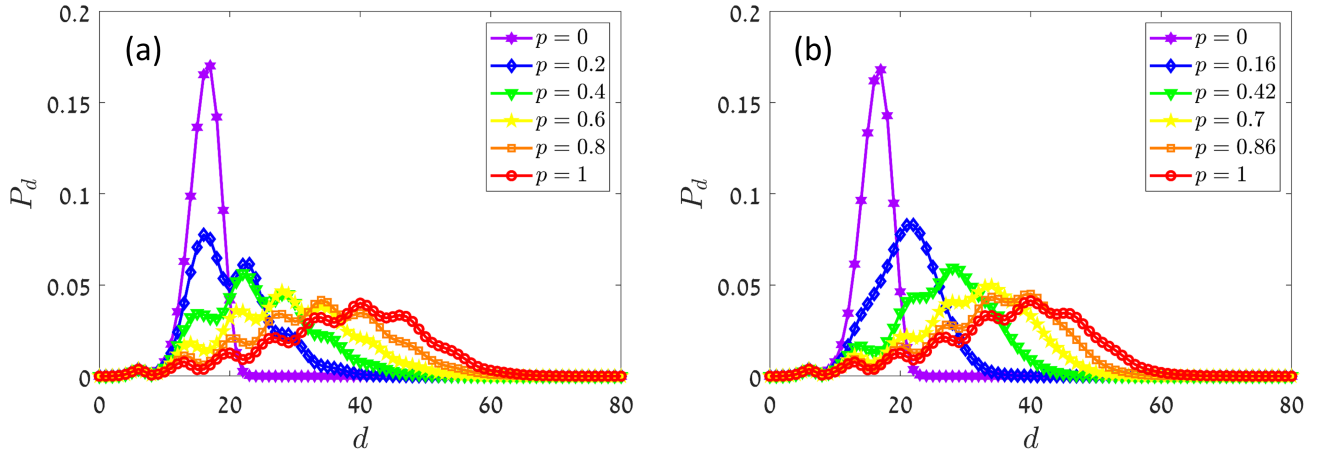 (a)
0.2
0.15
0.1
0.05
0
0 20 40 60 80
P_d
d
p = 0
p = 0.2
p = 0.4
p = 0.6
p = 0.8
p = 1
(b)
0.2
0.15
0.1
0.05
0
0 20 40 60 80
P_d
d
p = 0
p = 0.16
p = 0.42
p = 0.7
p = 0.86
p = 1